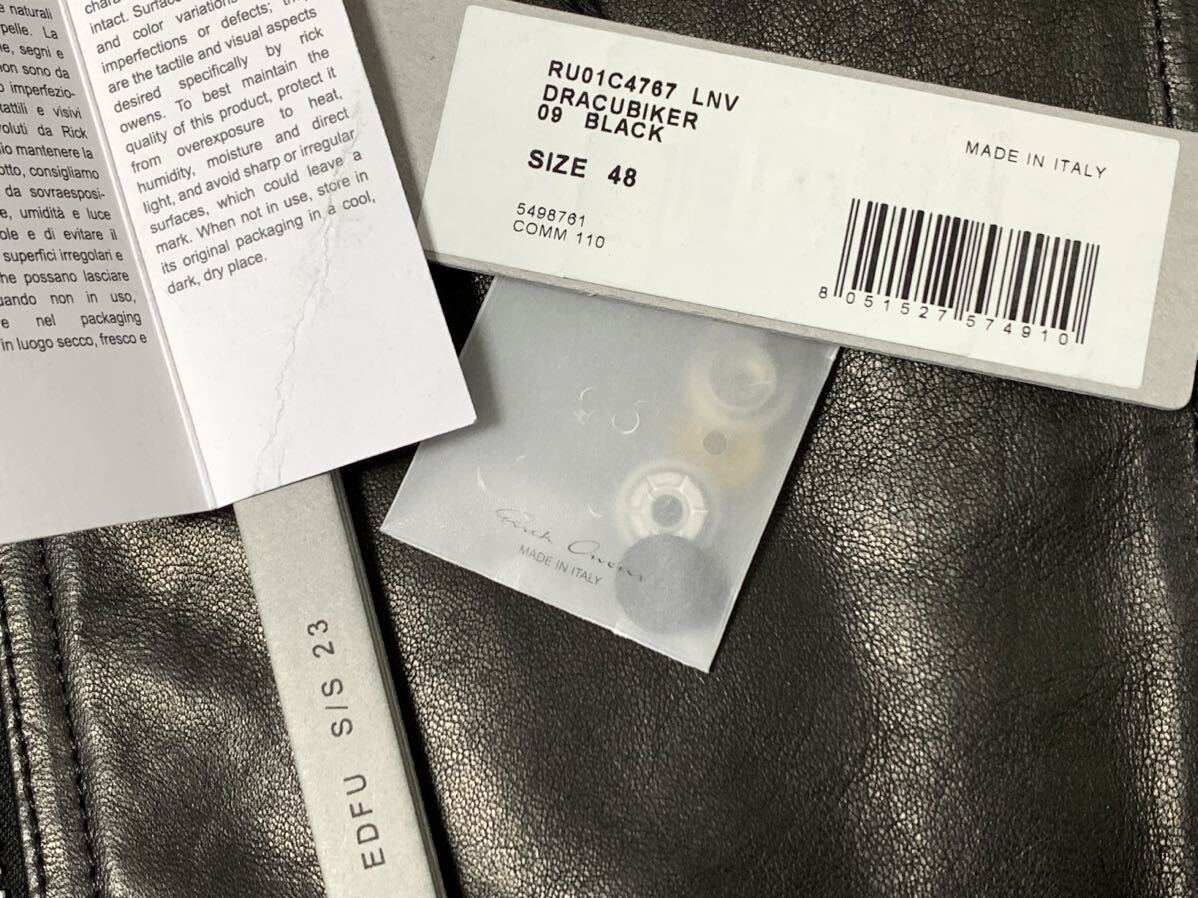 naturali
pelle. La
segni e
non sono da
imperfezio-
tattili e visivi
voluti da Rick
mantenere la
consigliamo
da sovraesposi-
umidità e luce
e di evitare il
superfici irregolari e
che possano lasciare
quando non in uso,
nel packaging
in luogo secco, fresco e
intact.
and color variations
imperfections or defects;
are the tactile and visual aspects
desired specifically by rick
owens. To best maintain the
quality of this product, protect it
from overexposure to heat,
humidity, moisture and direct
light, and avoid sharp or irregular
surfaces, which could leave a
mark. When not in use, store in
its original packaging in a cool,
dark, dry place.
RU01C4767 LNV
DRACUBIKER
09 BLACK
SIZE 48
5498761
COMM 110
MADE IN ITALY
8 051527 574910
Rick Owens
MADE IN ITALY
EDFU S/S 23